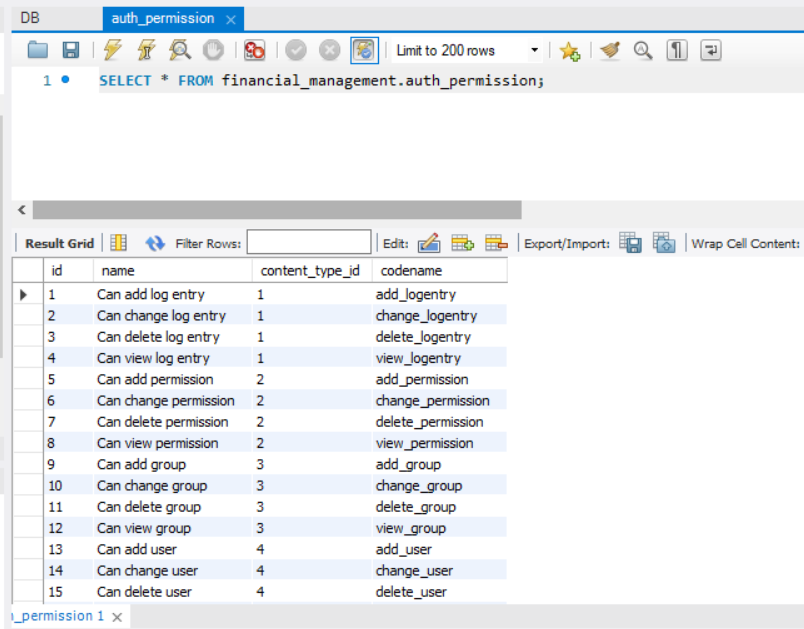 DB auth_permission
Limit to 200 rows
1 SELECT * FROM financial_management.auth_permission;
Result Grid Filter Rows: Edit: Export/Import: Wrap Cell Content:
id name content_type_id codename
1 Can add log entry 1 add_logentry
2 Can change log entry 1 change_logentry
3 Can delete log entry 1 delete_logentry
4 Can view log entry 1 view_logentry
5 Can add permission 2 add_permission
6 Can change permission 2 change_permission
7 Can delete permission 2 delete_permission
8 Can view permission 2 view_permission
9 Can add group 3 add_group
10 Can change group 3 change_group
11 Can delete group 3 delete_group
12 Can view group 3 view_group
13 Can add user 4 add_user
14 Can change user 4 change_user
15 Can delete user 4 delete_user
_permission 1